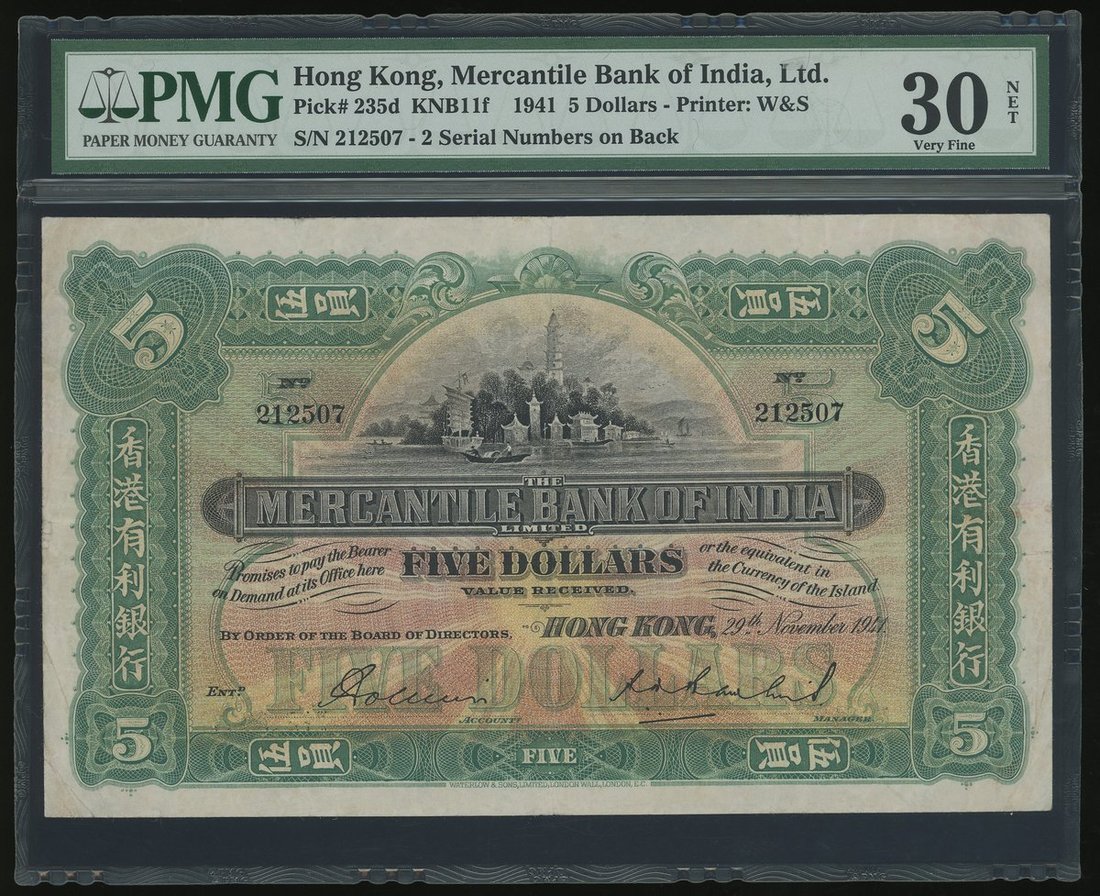 PMG
PAPER MONEY GUARANTY
Hong Kong, Mercantile Bank of India, Ltd.
Pick# 235d KNB11f 1941 5 Dollars - Printer: W&S
S/N 212507 - 2 Serial Numbers on Back
30
NET
Very Fine
5
伍員
伍員
5
Nº
212507
Nº
212507
香港有利銀行
香港有利銀行
THE
MERCANTILE BANK OF INDIA
LIMITED
Promises to pay the Bearer
on Demand at its Office here
FIVE DOLLARS
or the equivalent in
the Currency of the Island.
VALUE RECEIVED,
BY ORDER OF THE BOARD OF DIRECTORS,
HONG KONG, 29th November 1941.
FIVE DOLLARS
ENTD
ACCOUNTT
MANAGER
5
伍員
FIVE
伍員
5
WATERLOW & SONS, LIMITED, LONDON WALL, LONDON, E.C.